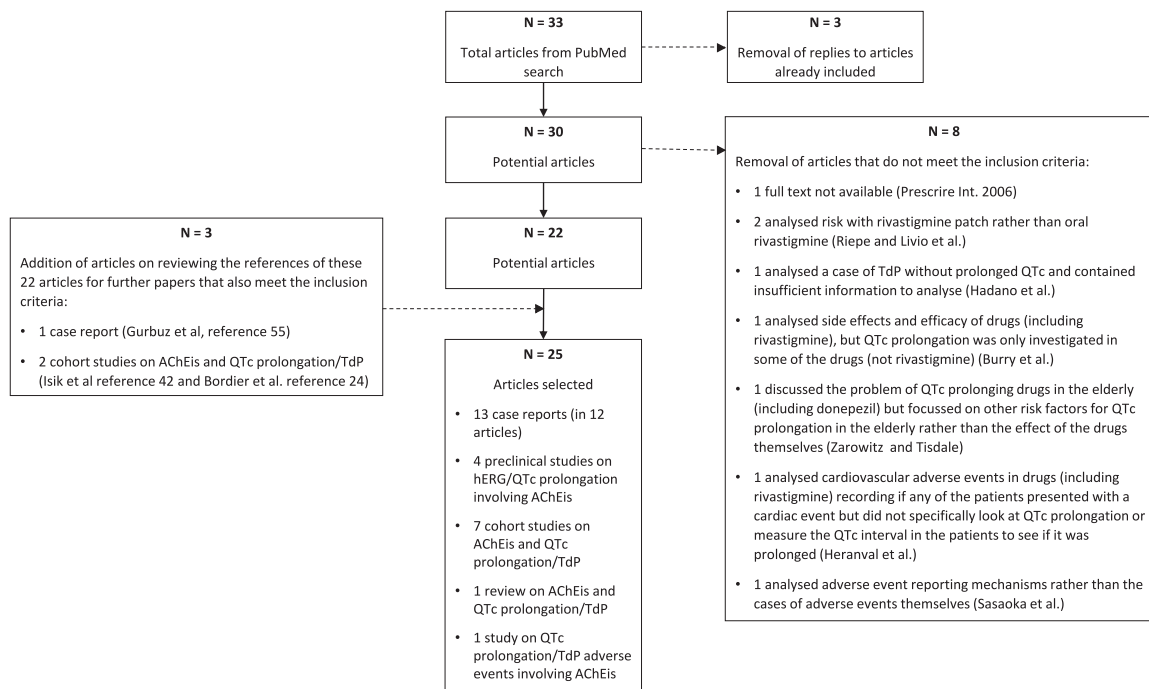 N = 33
Total articles from PubMed
search
N = 3
Removal of replies to articles
already included
N = 30
Potential articles
N = 8
Removal of articles that do not meet the inclusion criteria:
• 1 full text not available (Prescrire Int. 2006)
• 2 analysed risk with rivastigmine patch rather than oral
rivastigmine (Riepe and Livio et al.)
• 1 analysed a case of TdP without prolonged QTc and contained
insufficient information to analyse (Hadano et al.)
• 1 analysed side effects and efficacy of drugs (including
rivastigmine), but QTc prolongation was only investigated in
some of the drugs (not rivastigmine) (Burry et al.)
• 1 discussed the problem of QTc prolonging drugs in the elderly
(including donepezil) but focussed on other risk factors for QTc
prolongation in the elderly rather than the effect of the drugs
themselves (Zarowitz and Tisdale)
• 1 analysed cardiovascular adverse events in drugs (including
rivastigmine) recording if any of the patients presented with a
cardiac event but did not specifically look at QTc prolongation or
measure the QTc interval in the patients to see if it was
prolonged (Heranval et al.)
• 1 analysed adverse event reporting mechanisms rather than the
cases of adverse events themselves (Sasaoka et al.)
N = 22
Potential articles
N = 3
Addition of articles on reviewing the references of these
22 articles for further papers that also meet the inclusion
criteria:
• 1 case report (Gurbuz et al, reference 55)
• 2 cohort studies on AChEis and QTc prolongation/TdP
(Isik et al reference 42 and Bordier et al. reference 24)
N = 25
Articles selected
• 13 case reports (in 12
articles)
• 4 preclinical studies on
hERG/QTc prolongation
involving AChEis
• 7 cohort studies on
AChEis and QTc
prolongation/TdP
• 1 review on AChEis and
QTc prolongation/TdP
• 1 study on QTc
prolongation/TdP adverse
events involving AChEis